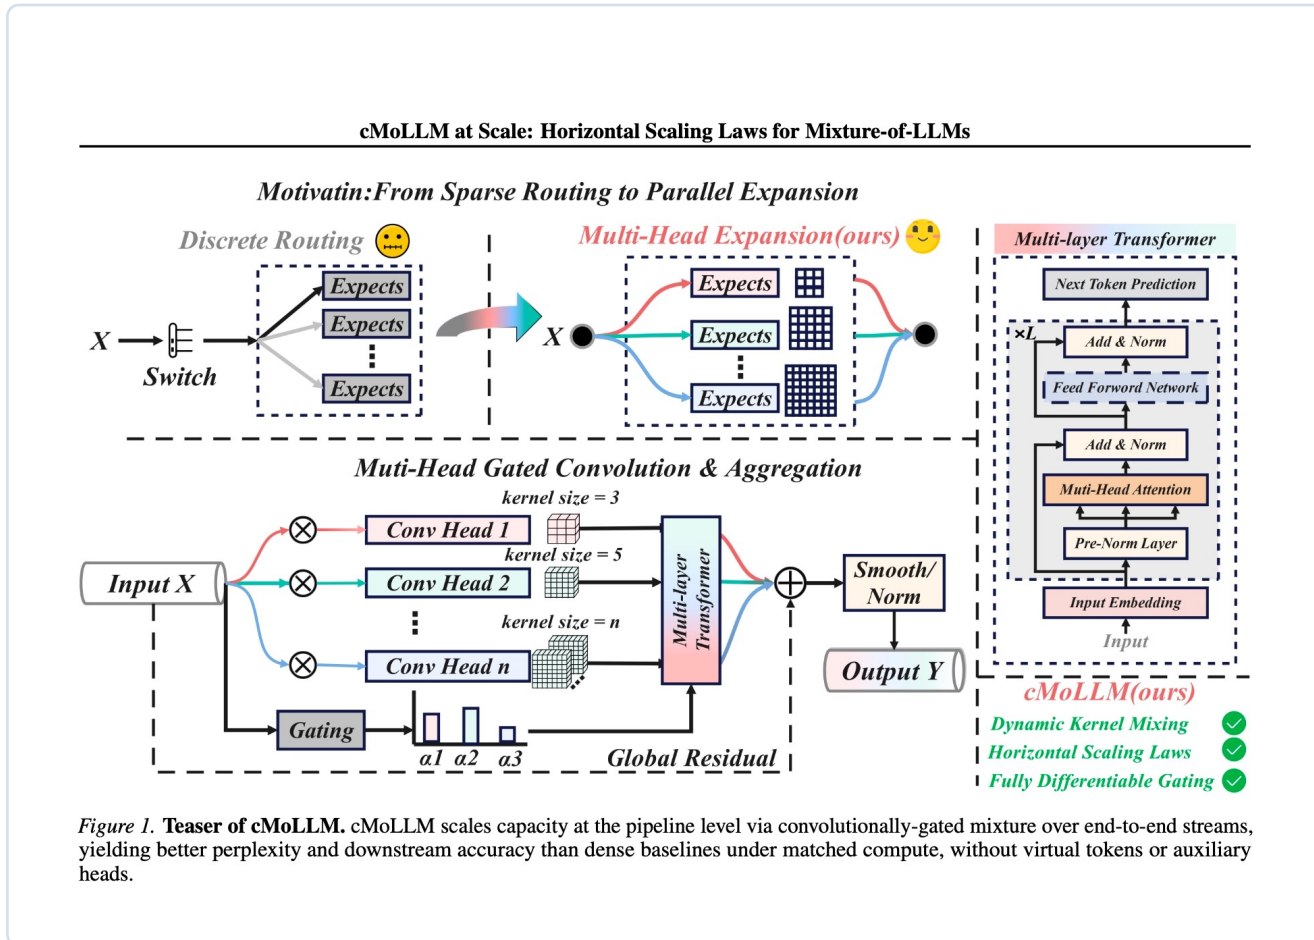 cMoLLM at Scale: Horizontal Scaling Laws for Mixture-of-LLMs
Motivatin:From Sparse Routing to Parallel Expansion
Discrete Routing
X
Switch
Expects
Expects
Expects
Multi-Head Expansion(ours)
X
Expects
Expects
Expects
Muti-Head Gated Convolution & Aggregation
Input X
kernel size = 3
Conv Head 1
kernel size = 5
Conv Head 2
kernel size = n
Conv Head n
Gating
α1 α2 α3
Multi-layer
Transformer
Global Residual
Smooth/
Norm
Output Y
Multi-layer Transformer
Next Token Prediction
×L
Add & Norm
Feed Forword Network
Add & Norm
Muti-Head Attention
Pre-Norm Layer
Input Embedding
Input
cMoLLM(ours)
Dynamic Kernel Mixing
Horizontal Scaling Laws
Fully Differentiable Gating
Figure 1. Teaser of cMoLLM. cMoLLM scales capacity at the pipeline level via convolutionally-gated mixture over end-to-end streams,
yielding better perplexity and downstream accuracy than dense baselines under matched compute, without virtual tokens or auxiliary
heads.